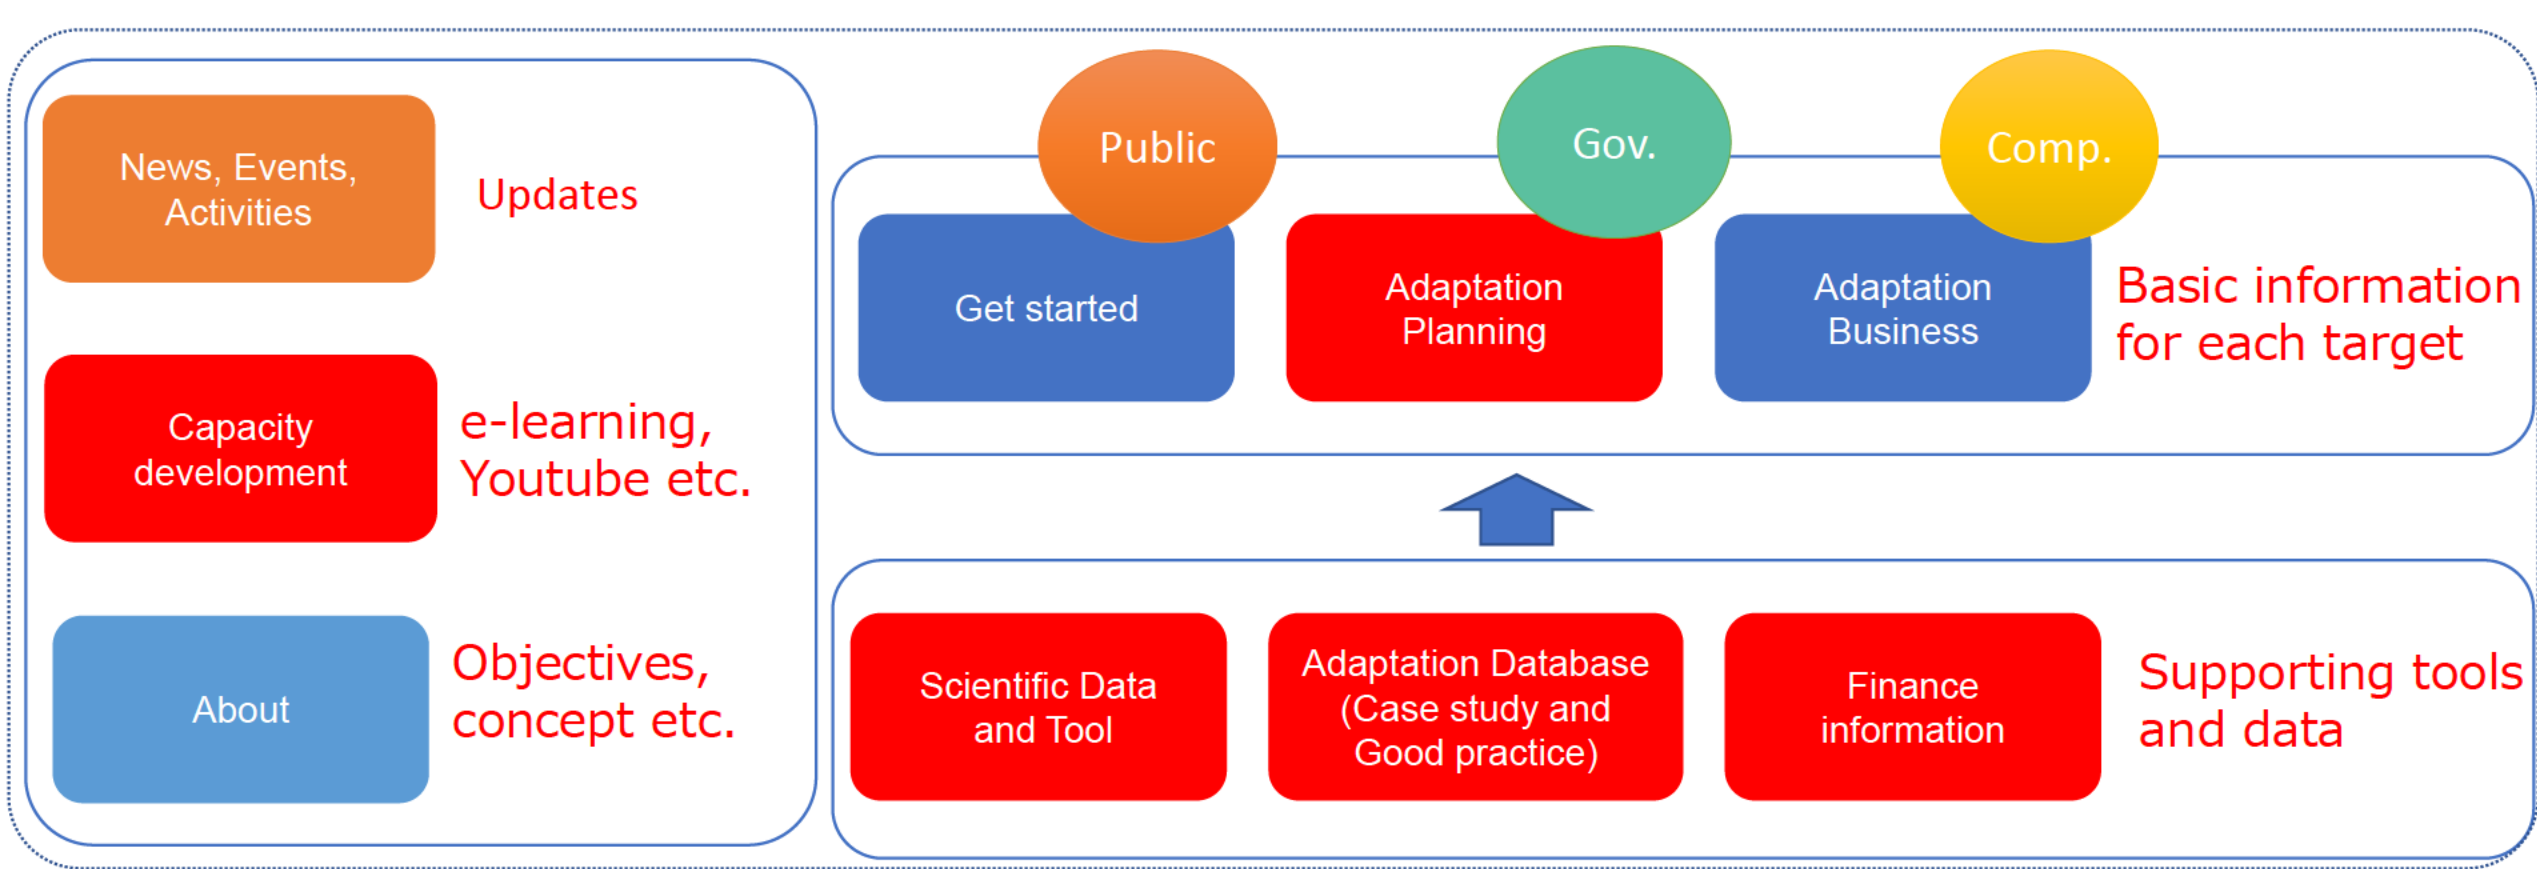 News, Events,
Activities
Updates
Capacity
development
e-learning,
Youtube etc.
About
Objectives,
concept etc.
Public
Gov.
Comp.
Get started
Adaptation
Planning
Adaptation
Business
Basic information
for each target
Scientific Data
and Tool
Adaptation Database
(Case study and
Good practice)
Finance
information
Supporting tools
and data